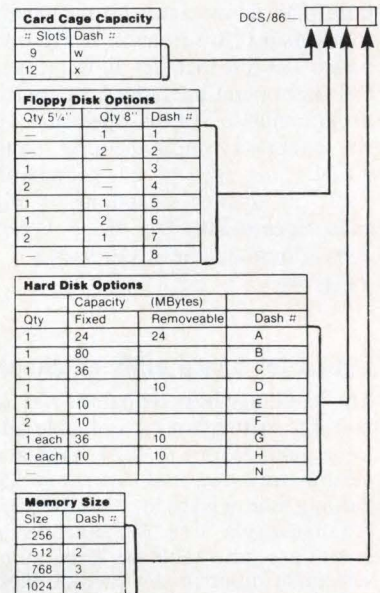 Card Cage Capacity
DCS/86—
# Slots Dash #
9 w
12 x
Floppy Disk Options
Qty 5¼" Qty 8" Dash #
— 1 1
— 2 2
1 — 3
2 — 4
1 1 5
1 2 6
2 1 7
8
Hard Disk Options
Capacity (MBytes)
Qty Fixed Removeable Dash #
1 24 24 A
1 80 B
1 36 C
1 10 D
1 10 E
2 10 F
1 each 36 10 G
1 each 10 10 H
— N
Memory Size
Size Dash #
256 1
512 2
768 3
1024 4